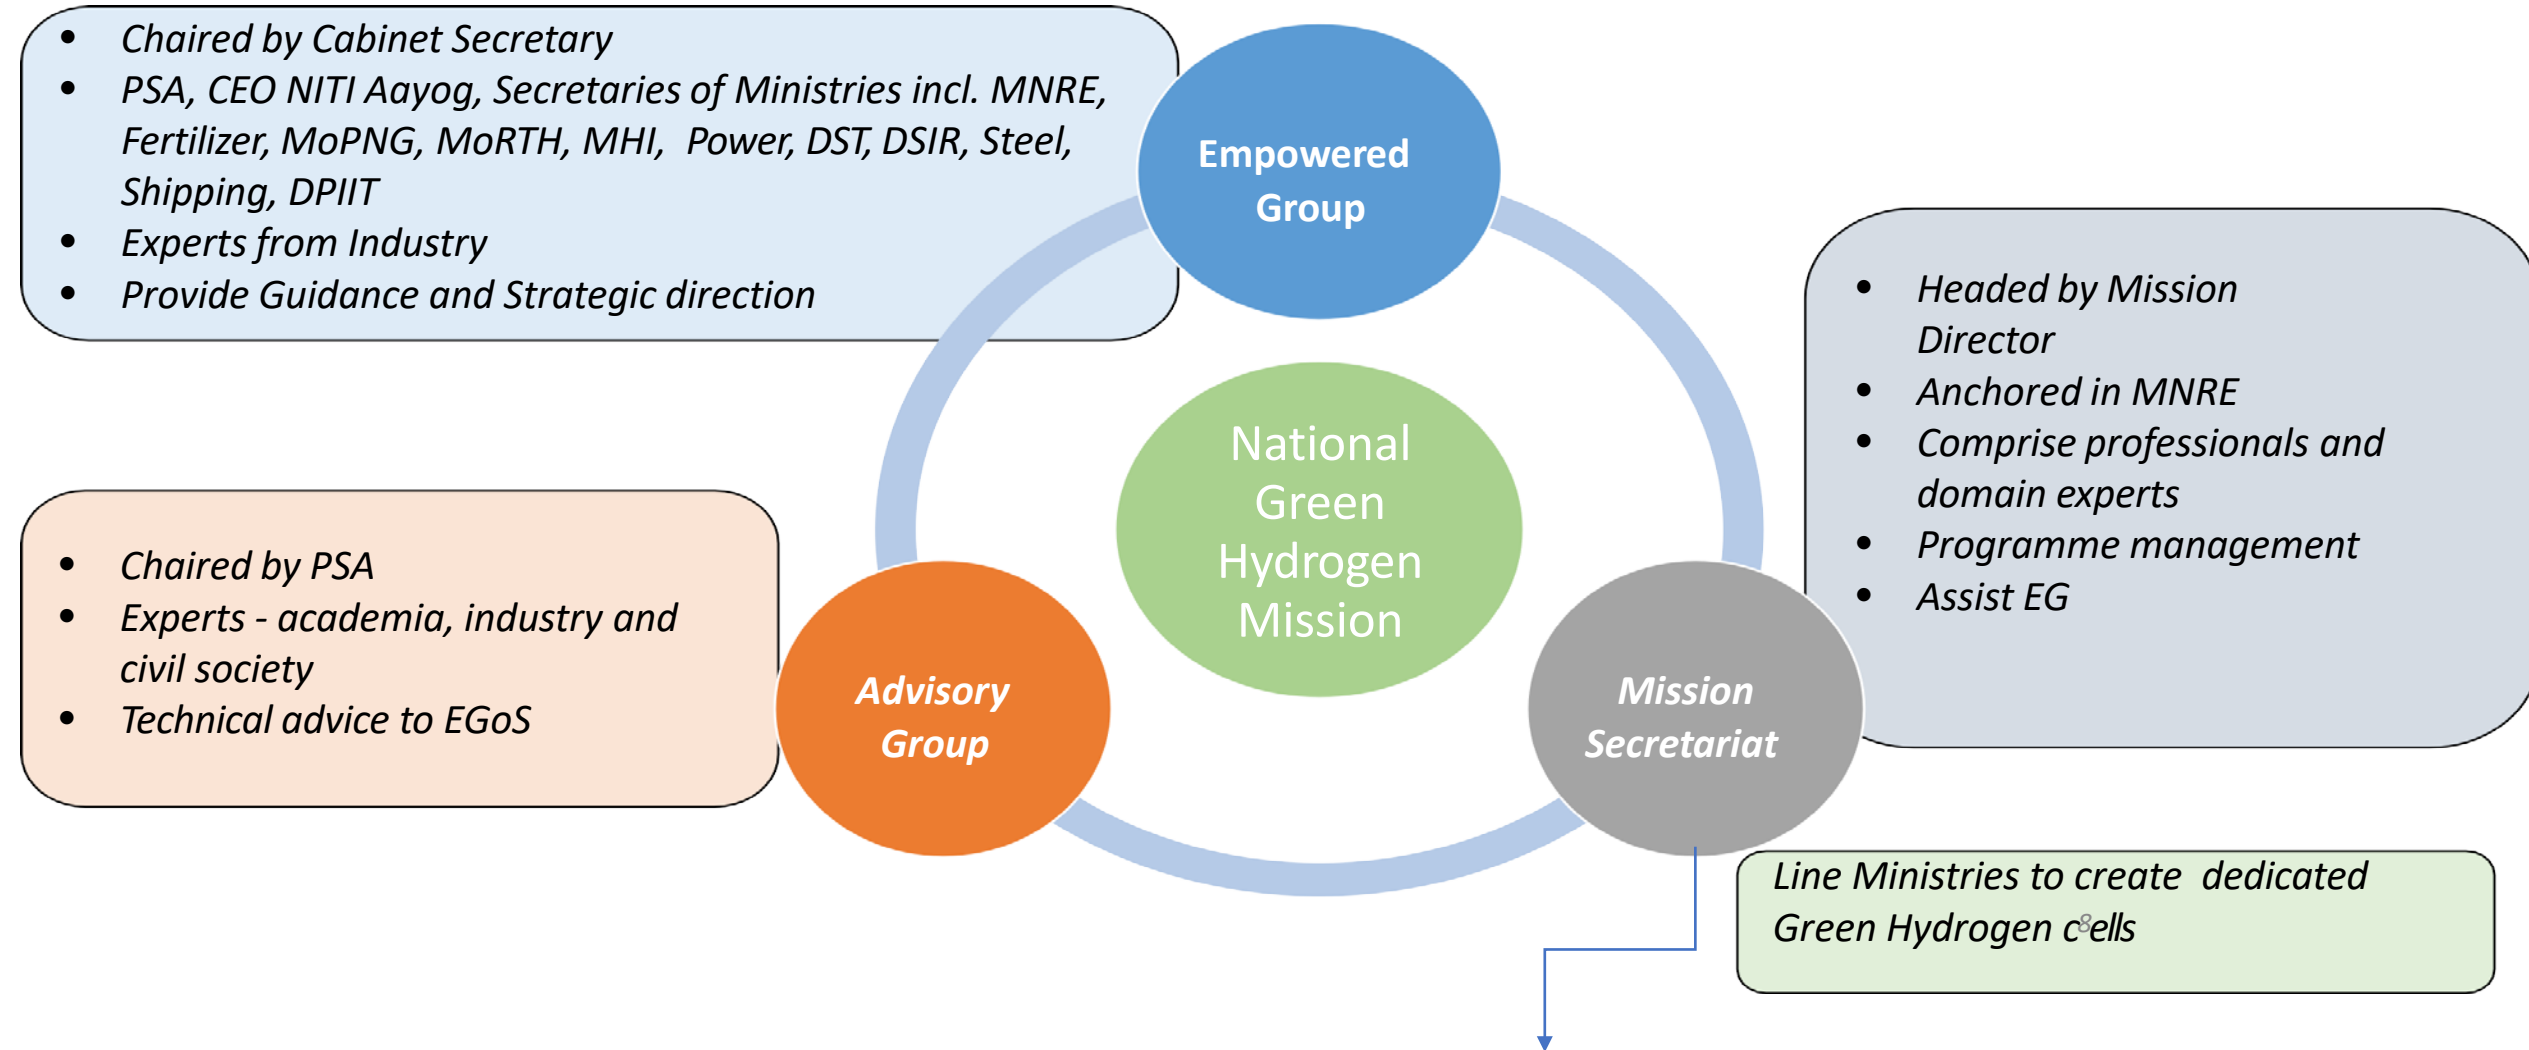 • Chaired by Cabinet Secretary
• PSA, CEO NITI Aayog, Secretaries of Ministries incl. MNRE,
Fertilizer, MoPNG, MoRTH, MHI, Power, DST, DSIR, Steel,
Shipping, DPIIT
• Experts from Industry
• Provide Guidance and Strategic direction
Empowered
Group
• Headed by Mission
Director
• Anchored in MNRE
• Comprise professionals and
domain experts
• Programme management
• Assist EG
National
Green
Hydrogen
Mission
• Chaired by PSA
• Experts - academia, industry and
civil society
• Technical advice to EGoS
Advisory
Group
Mission
Secretariat
Line Ministries to create dedicated
Green Hydrogen cells
8